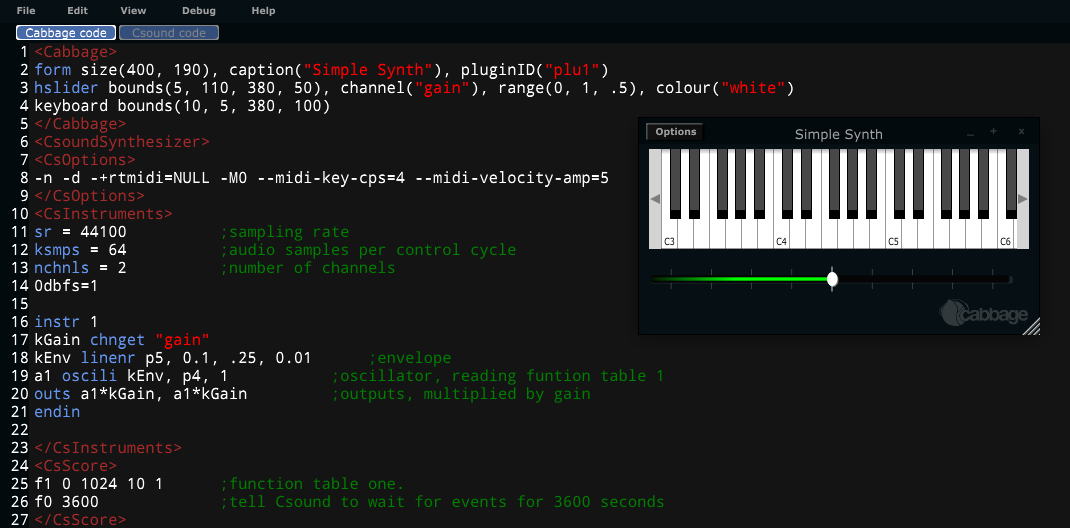 File Edit View Debug Help
Cabbage code Csound code
1 <Cabbage>
2 form size(400, 190), caption("Simple Synth"), pluginID("plu1")
3 hslider bounds(5, 110, 380, 50), channel("gain"), range(0, 1, .5), colour("white")
4 keyboard bounds(10, 5, 380, 100)
5 </Cabbage>
6 <CsoundSynthesizer>
7 <CsOptions>
8 -n -d -+rtmidi=NULL -M0 --midi-key-cps=4 --midi-velocity-amp=5
9 </CsOptions>
10 <CsInstruments>
11 sr = 44100 ;sampling rate
12 ksmps = 64 ;audio samples per control cycle
13 nchnls = 2 ;number of channels
14 0dbfs=1
15
16 instr 1
17 kGain chnget "gain"
18 kEnv linenr p5, 0.1, .25, 0.01 ;envelope
19 a1 oscili kEnv, p4, 1 ;oscillator, reading funtion table 1
20 outs a1*kGain, a1*kGain ;outputs, multiplied by gain
21 endin
22
23 </CsInstruments>
24 <CsScore>
25 f1 0 1024 10 1 ;function table one.
26 f0 3600 ;tell Csound to wait for events for 3600 seconds
27 </CsScore>
Options Simple Synth _ + x
C3 C4 C5 C6
cabbage